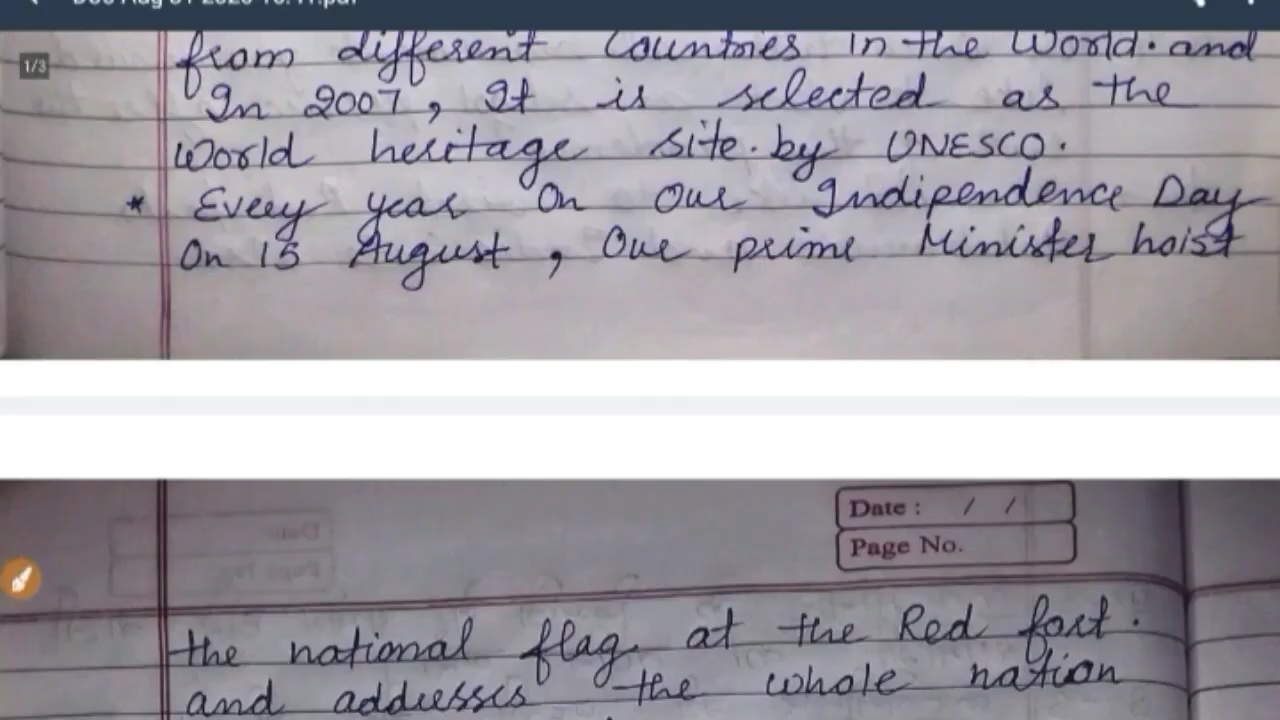 1/3
from different Countries in the World. and
In 2007, It is selected as the
World heritage site. by UNESCO.
* Every year On Our Indipendence Day
On 15 August, Our prime Minister hoist
Date : / /
Page No.
the national flag at the Red fort.
and addresses the whole nation